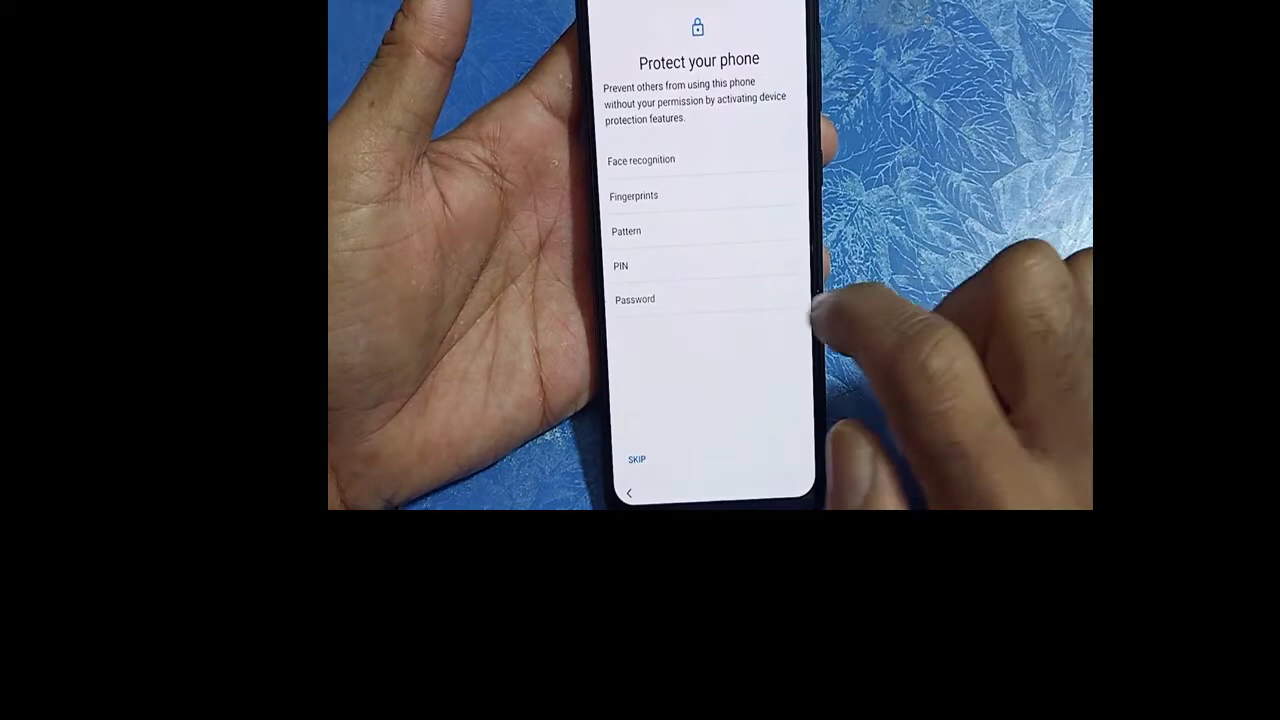 Protect your phone
Prevent others from using this phone
without your permission by activating device
protection features.
Face recognition
Fingerprints
Pattern
PIN
Password
SKIP